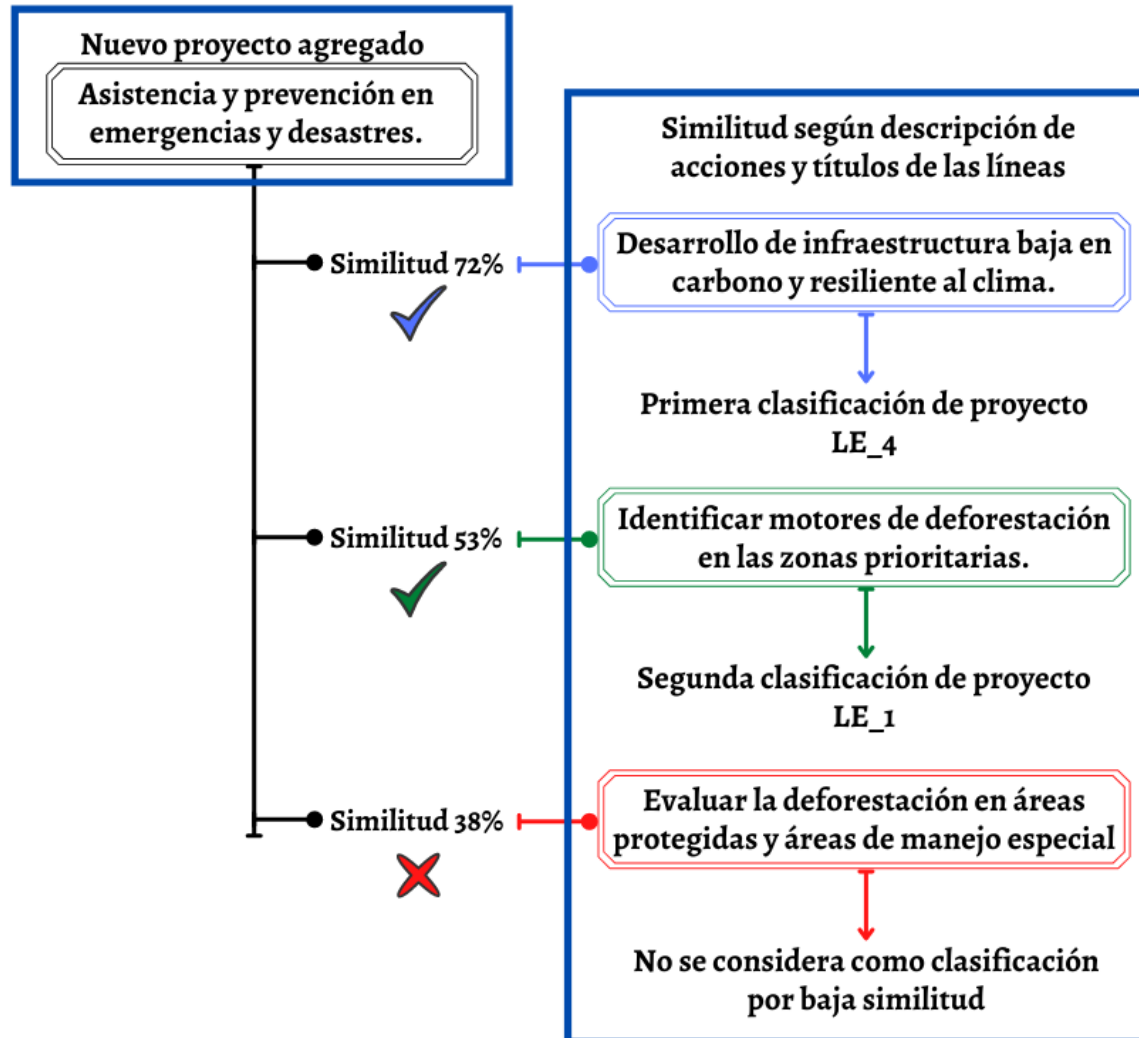 Nuevo proyecto agregado
Asistencia y prevención en
emergencias y desastres.
Similitud según descripción de
acciones y títulos de las líneas
Similitud 72%
Desarrollo de infraestructura baja en
carbono y resiliente al clima.
Primera clasificación de proyecto
LE_4
Similitud 53%
Identificar motores de deforestación
en las zonas prioritarias.
Segunda clasificación de proyecto
LE_1
Similitud 38%
Evaluar la deforestación en áreas
protegidas y áreas de manejo especial
No se considera como clasificación
por baja similitud